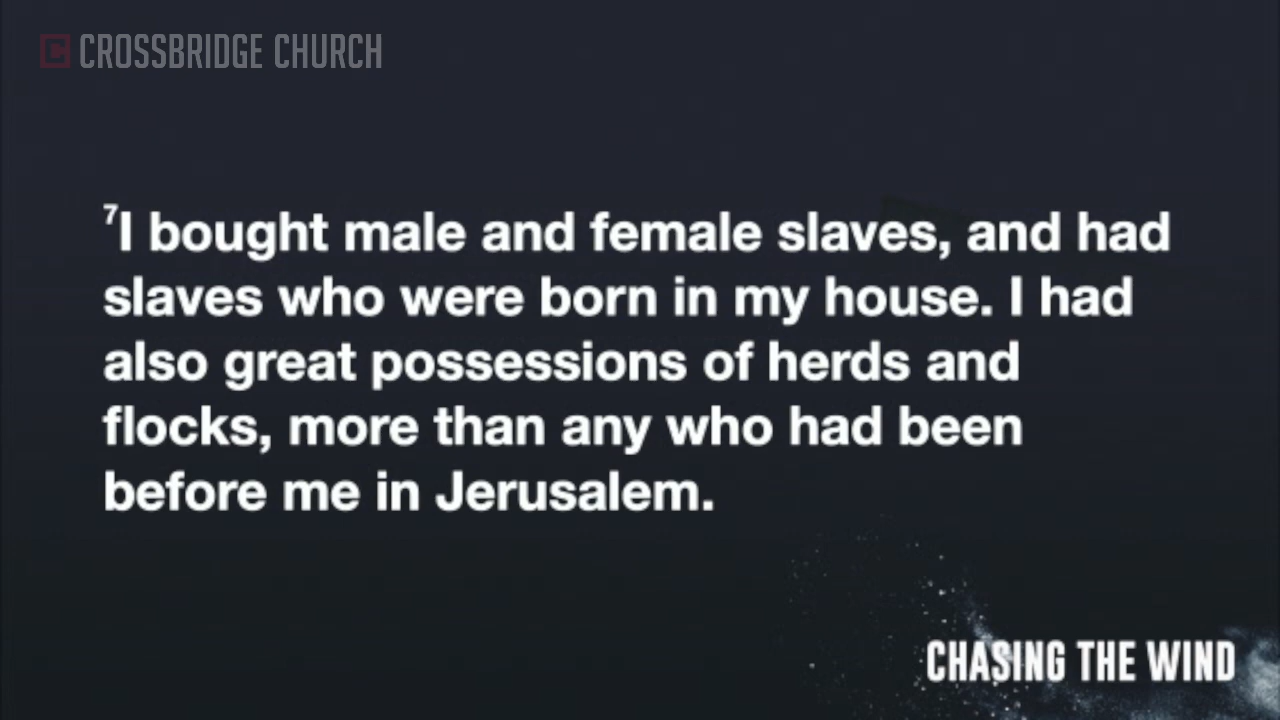 CROSSBRIDGE CHURCH
⁷I bought male and female slaves, and had
slaves who were born in my house. I had
also great possessions of herds and
flocks, more than any who had been
before me in Jerusalem.
CHASING THE WIND